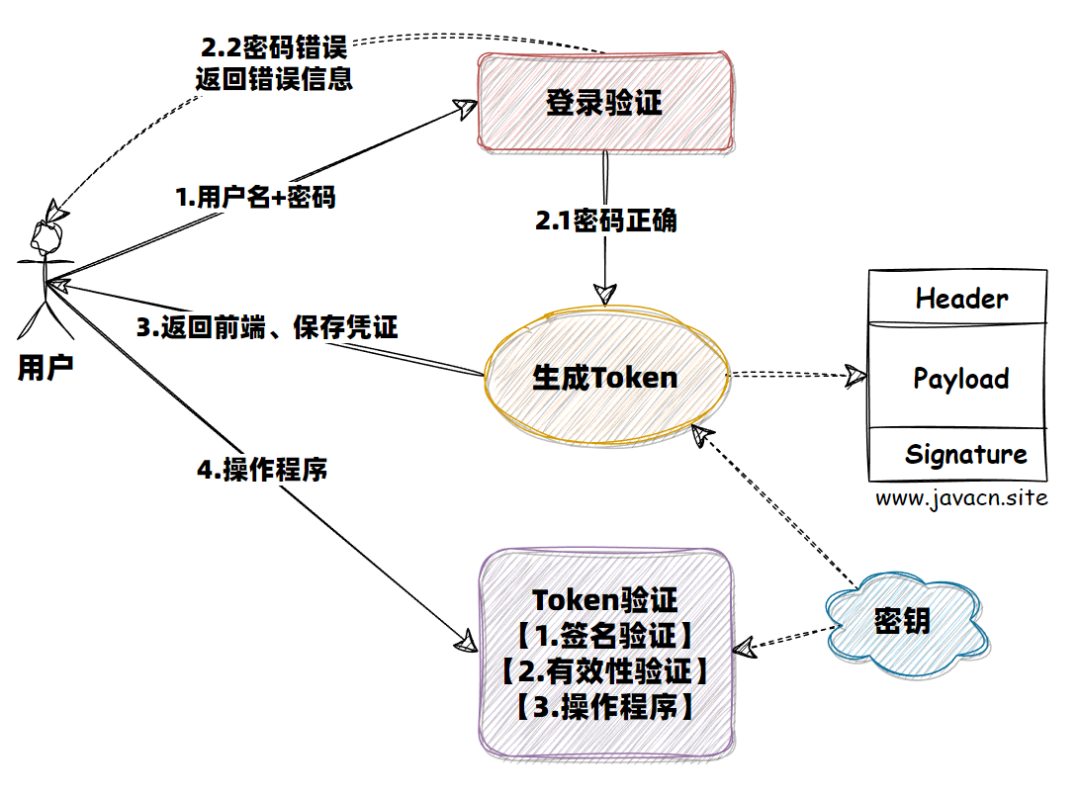 2.2密码错误
返回错误信息
登录验证
1.用户名+密码
2.1密码正确
Header
3.返回前端、保存凭证
用户
生成Token
Payload
4.操作程序
Signature
www.javacn.site
Token验证
【1.签名验证】
【2.有效性验证】
【3.操作程序】
密钥